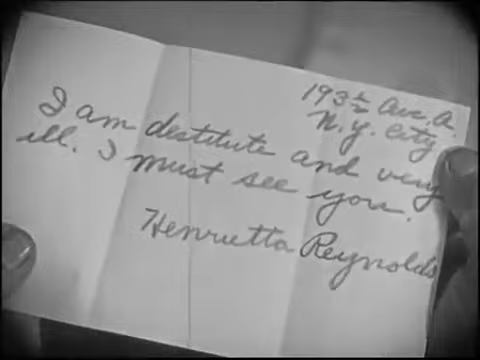 193½ Ave. A.
N.Y. City
I am destitute and very
ill. I must see you.
Henrietta Reynolds